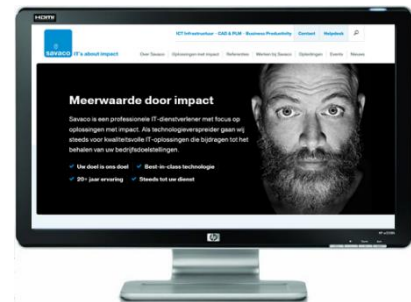 HDMI
ICT Infrastructuur CAD & PLM Business Productivity Contact Helpdesk
savaco IT's about impact
Over Savaco Oplossingen met impact Referenties Werken bij Savaco Opleidingen Events Nieuws
Meerwaarde door impact
Savaco is een professionele IT-dienstverlener met focus op
oplossingen met impact. Als technologieverspreider gaan wij
steeds voor kwaliteitsvolle IT-oplossingen die bijdragen tot het
behalen van uw bedrijfsdoelstellingen.
Uw doel is ons doel Best-in-class technologie
20+ jaar ervaring Steeds tot uw dienst
hp